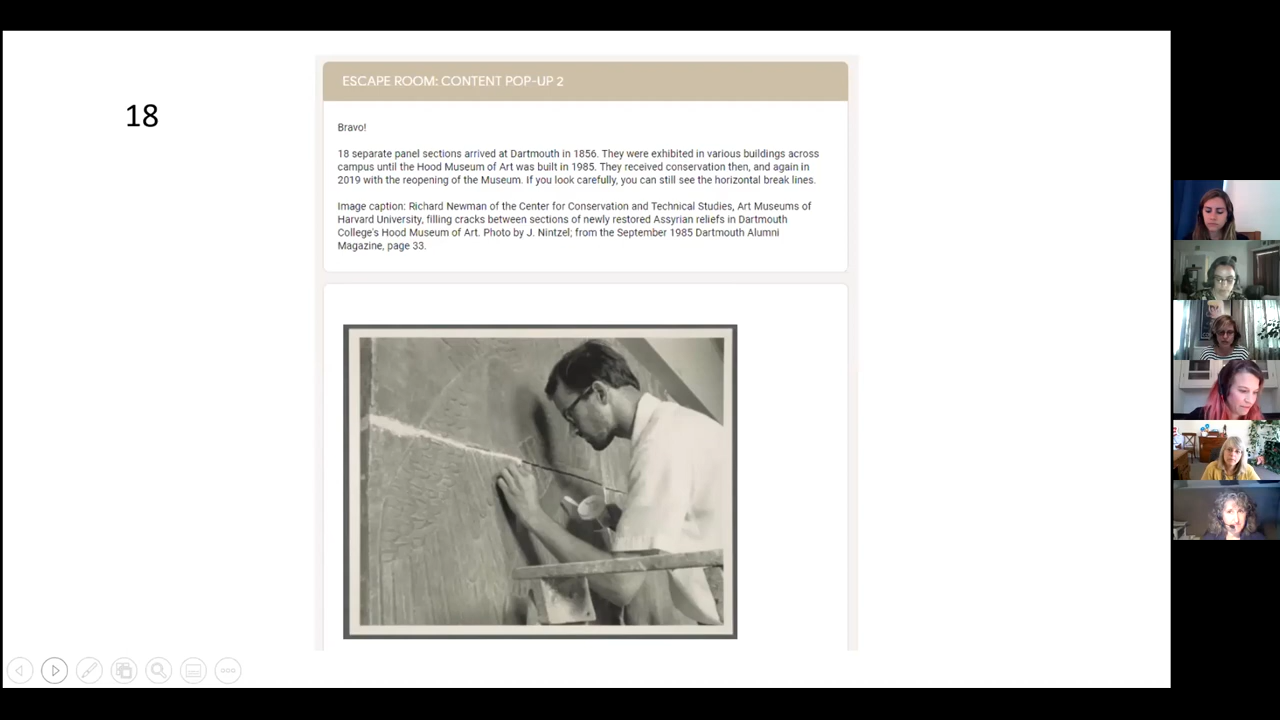 18
ESCAPE ROOM: CONTENT POP-UP 2
Bravo!
18 separate panel sections arrived at Dartmouth in 1856. They were exhibited in various buildings across
campus until the Hood Museum of Art was built in 1985. They received conservation then, and again in
2019 with the reopening of the Museum. If you look carefully, you can still see the horizontal break lines.
Image caption: Richard Newman of the Center for Conservation and Technical Studies, Art Museums of
Harvard University, filling cracks between sections of newly restored Assyrian reliefs in Dartmouth
College's Hood Museum of Art. Photo by J. Nintzel; from the September 1985 Dartmouth Alumni
Magazine, page 33.